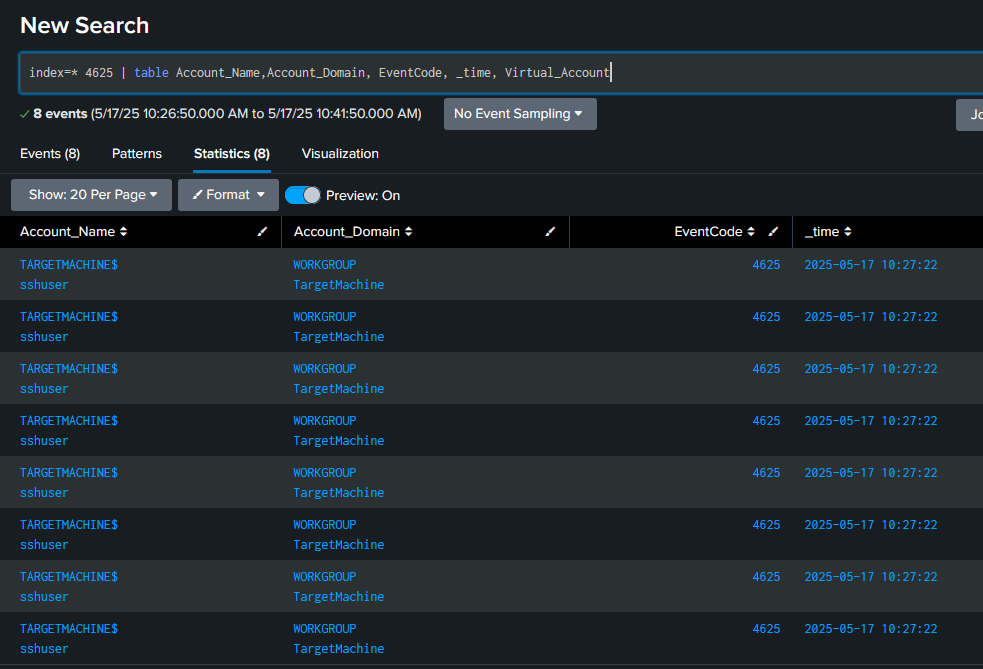 New Search
index=* 4625 | table Account_Name,Account_Domain, EventCode, _time, Virtual_Account
8 events (5/17/25 10:26:50.000 AM to 5/17/25 10:41:50.000 AM) No Event Sampling
Events (8) Patterns Statistics (8) Visualization
Show: 20 Per Page Format Preview: On
Account_Name Account_Domain EventCode _time
TARGETMACHINE$ WORKGROUP 4625 2025-05-17 10:27:22
sshuser TargetMachine
TARGETMACHINE$ WORKGROUP 4625 2025-05-17 10:27:22
sshuser TargetMachine
TARGETMACHINE$ WORKGROUP 4625 2025-05-17 10:27:22
sshuser TargetMachine
TARGETMACHINE$ WORKGROUP 4625 2025-05-17 10:27:22
sshuser TargetMachine
TARGETMACHINE$ WORKGROUP 4625 2025-05-17 10:27:22
sshuser TargetMachine
TARGETMACHINE$ WORKGROUP 4625 2025-05-17 10:27:22
sshuser TargetMachine
TARGETMACHINE$ WORKGROUP 4625 2025-05-17 10:27:22
sshuser TargetMachine
TARGETMACHINE$ WORKGROUP 4625 2025-05-17 10:27:22
sshuser TargetMachine